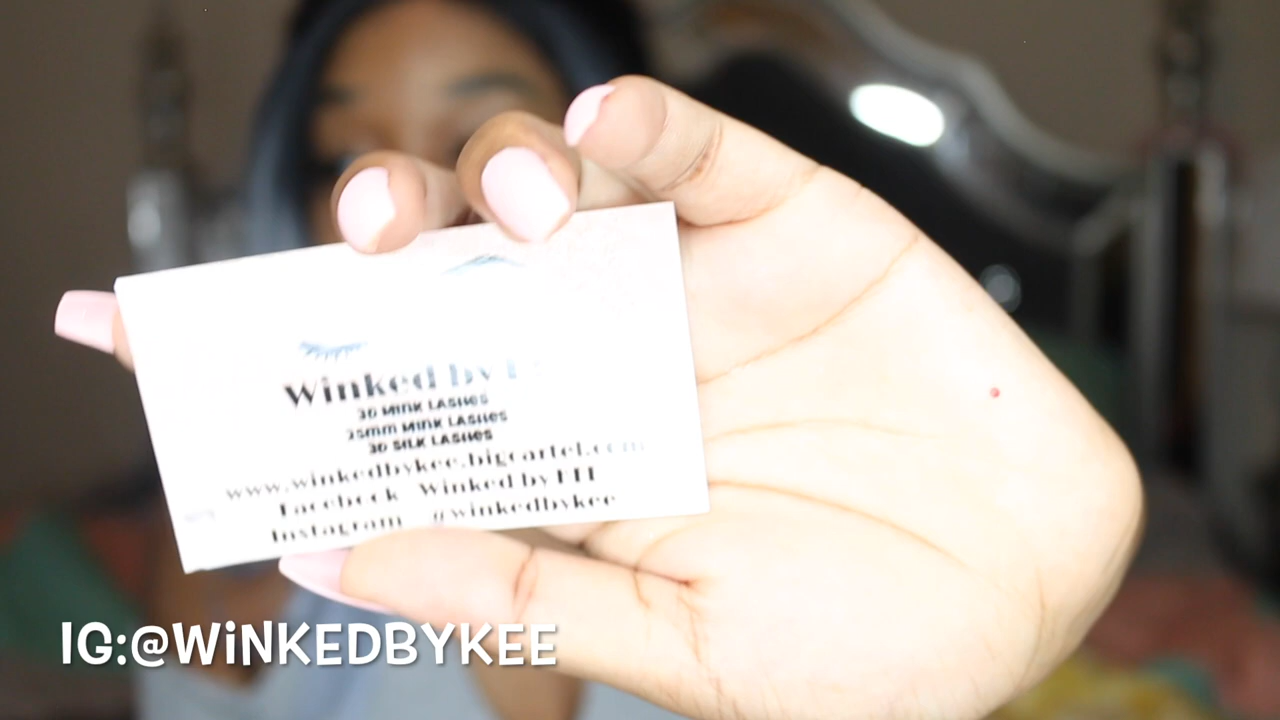 Winked by
3D MINK LASHES
25mm MINK LASHES
3D SILK LASHES
www.winkedbykee.bigcartel.com
Facebook Winked by KEE
Instagram @winkedbykee
IG:@WiNKEDBYKEE